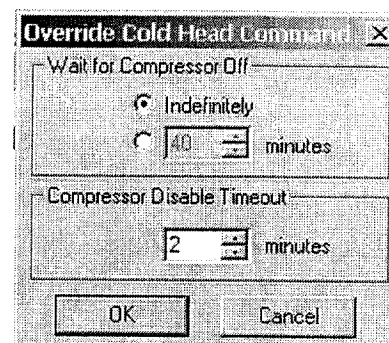 Override Cold Head Command
Wait for Compressor Off
Indefinitely
40 minutes
Compressor Disable Timeout
2 minutes
OK Cancel